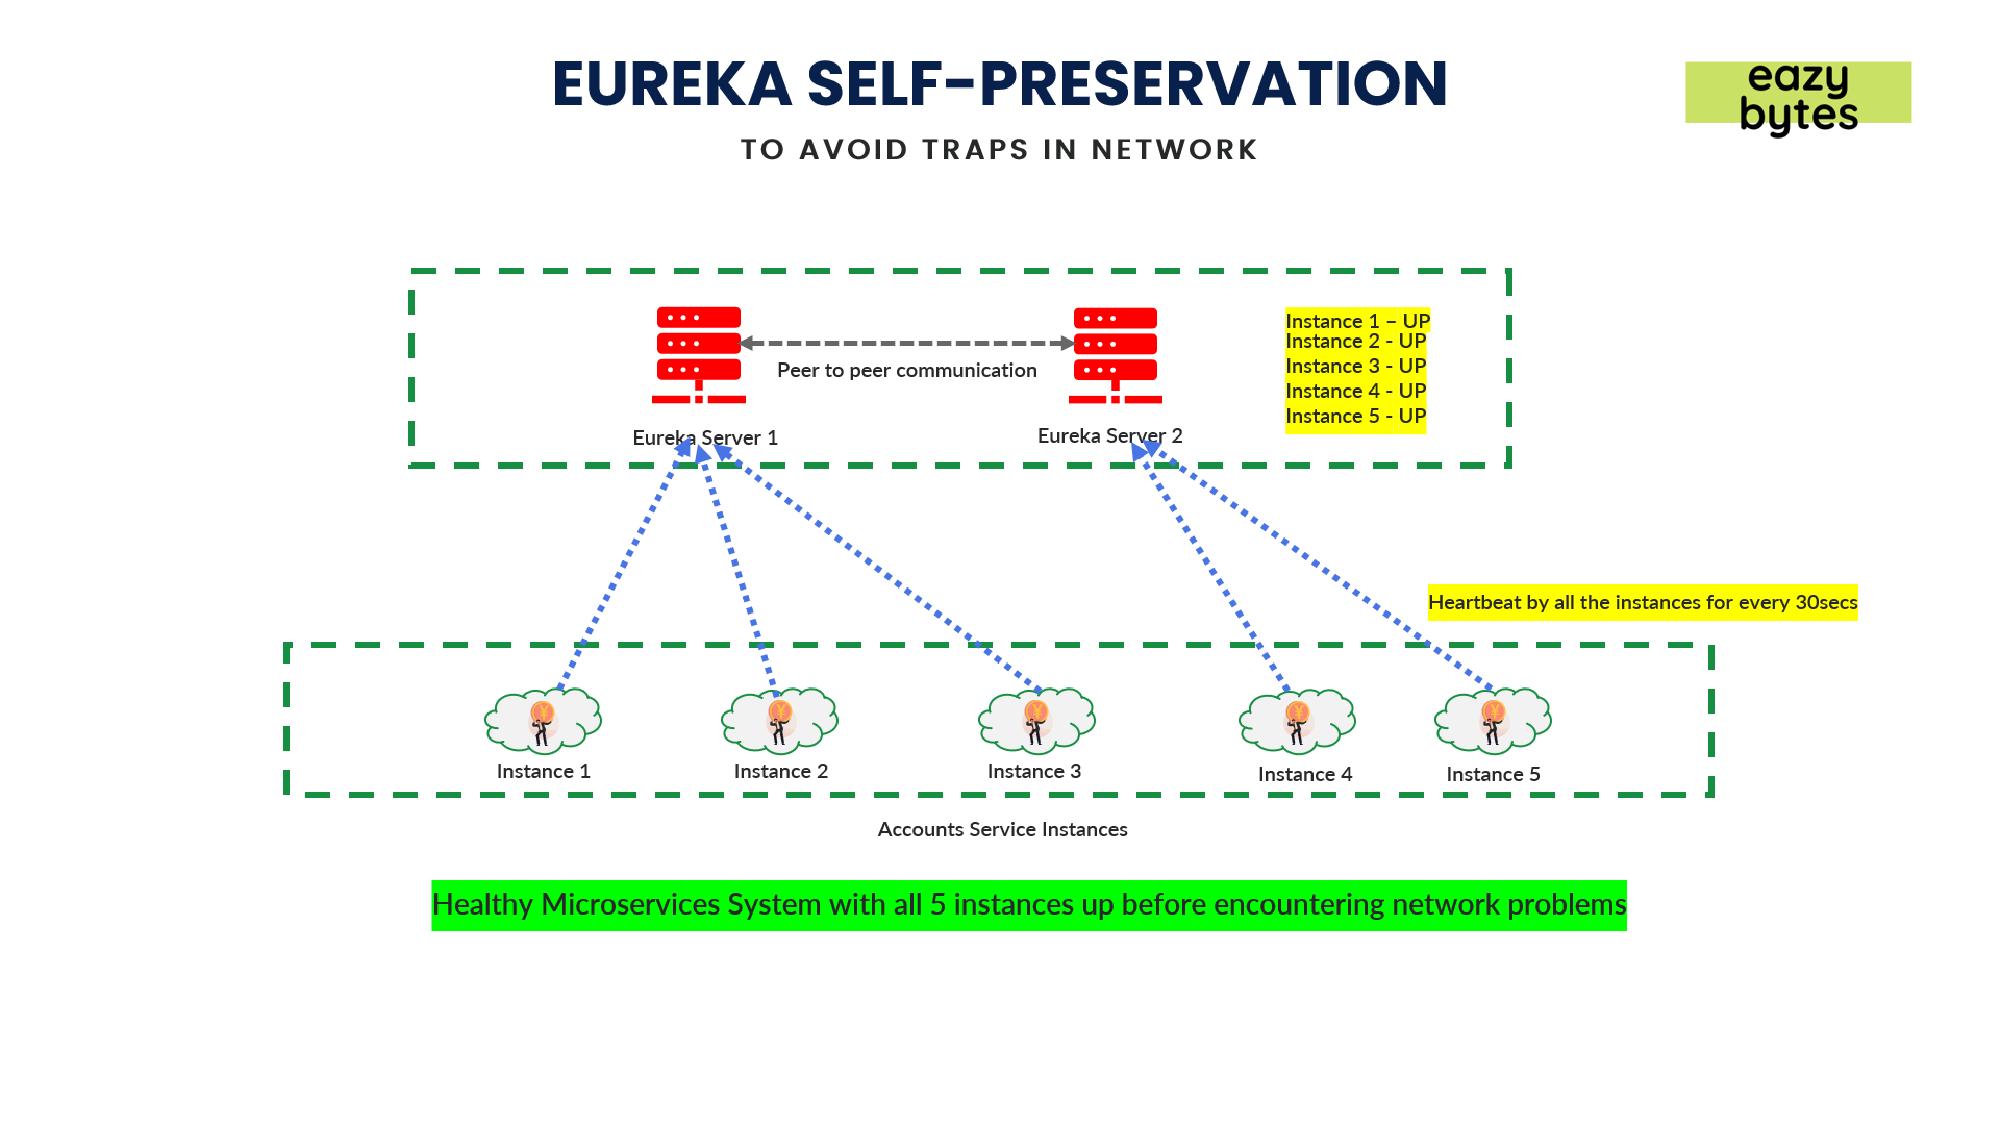 EUREKA SELF-PRESERVATION
eazy
bytes
TO AVOID TRAPS IN NETWORK
Instance 1 – UP
Instance 2 - UP
Instance 3 - UP
Instance 4 - UP
Instance 5 - UP
Peer to peer communication
Eureka Server 1
Eureka Server 2
Heartbeat by all the instances for every 30secs
Instance 1
Instance 2
Instance 3
Instance 4
Instance 5
Accounts Service Instances
Healthy Microservices System with all 5 instances up before encountering network problems